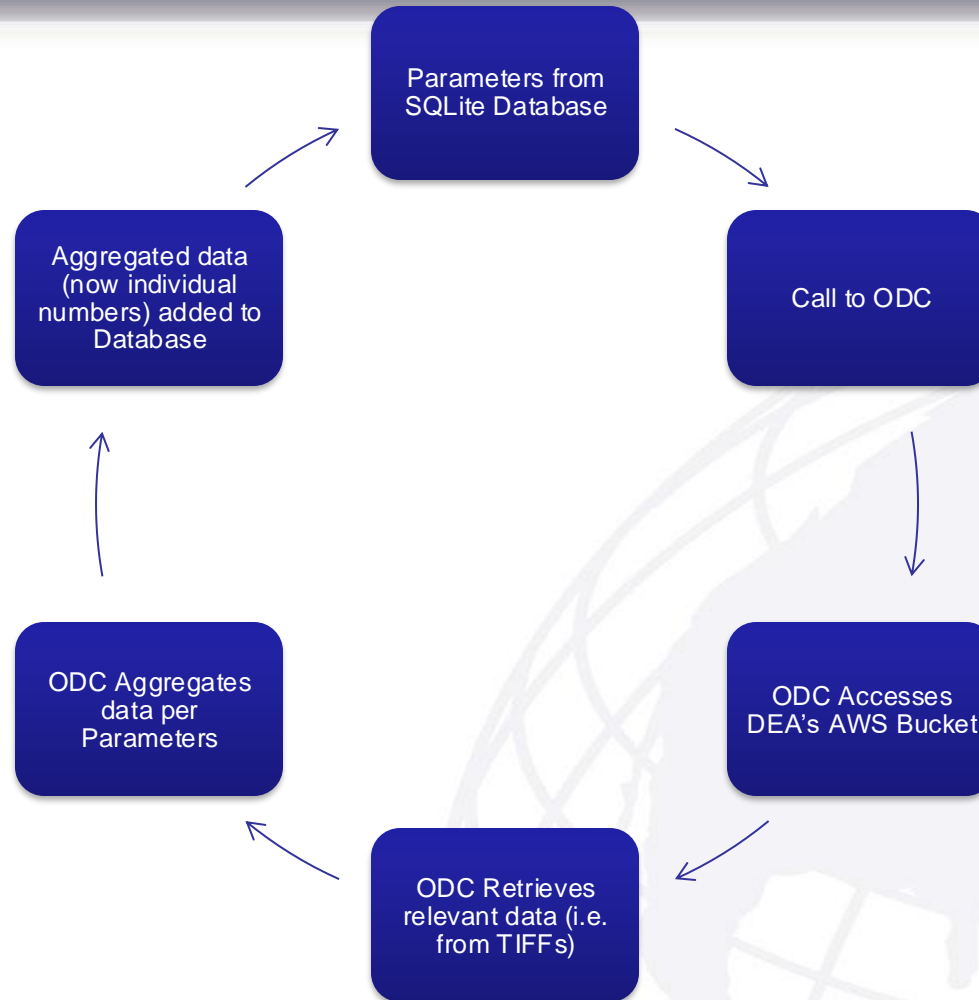 Parameters from
SQLite Database
Call to ODC
ODC Accesses
DEA’s AWS Bucket
ODC Retrieves
relevant data (i.e.
from TIFFs)
ODC Aggregates
data per
Parameters
Aggregated data
(now individual
numbers) added to
Database